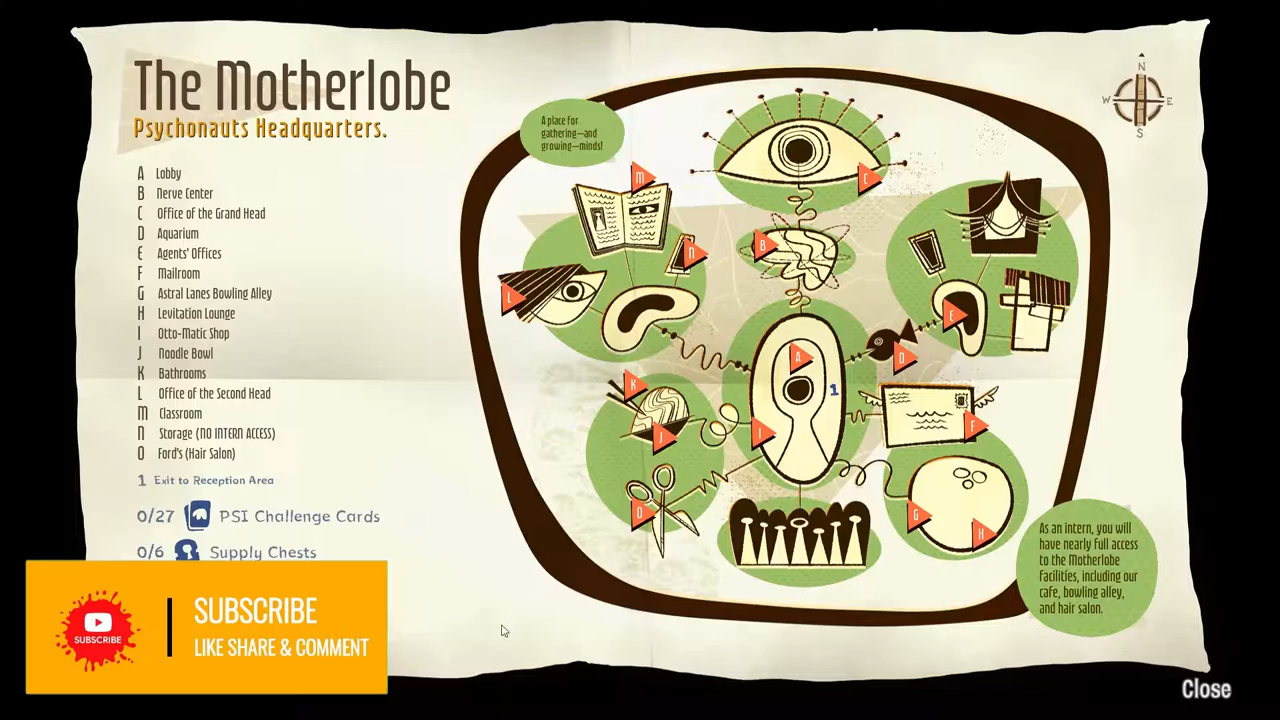 The Motherlobe
Psychonauts Headquarters.
A Lobby
B Nerve Center
C Office of the Grand Head
D Aquarium
E Agents' Offices
F Mailroom
G Astral Lanes Bowling Alley
H Levitation Lounge
I Otto-Matic Shop
J Noodle Bowl
K Bathrooms
L Office of the Second Head
M Classroom
N Storage (NO INTERN ACCESS)
O Ford's (Hair Salon)
1 Exit to Reception Area
0/27 PSI Challenge Cards
0/6 Supply Chests
SUBSCRIBE
SUBSCRIBE
LIKE SHARE & COMMENT
A place for
gathering—and
growing—minds!
N
W E
S
M
C
B
N
L
E
A
D
K
1
F
J
I
O
G
H
As an intern, you will
have nearly full access
to the Motherlobe
Facilities, including our
cafe, bowling alley,
and hair salon.
Close